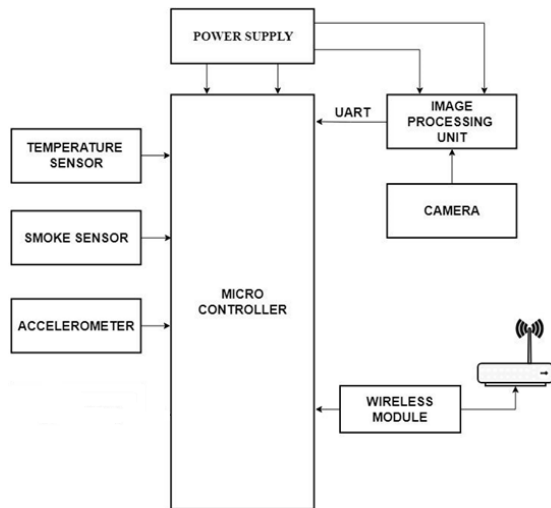 POWER SUPPLY
UART
IMAGE
PROCESSING
UNIT
TEMPERATURE
SENSOR
CAMERA
SMOKE SENSOR
MICRO
CONTROLLER
ACCELEROMETER
WIRELESS
MODULE